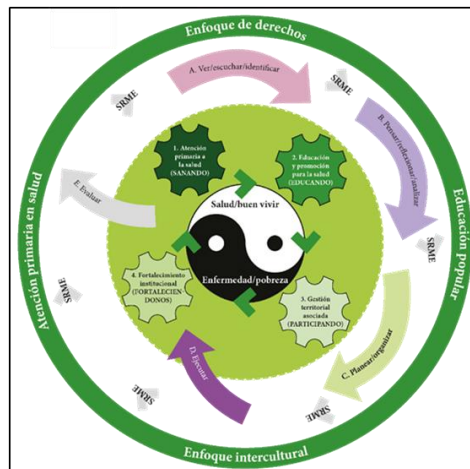 Enfoque de derechos
A. Ver/escuchar/identificar
SRME
SRME
B. Pensar/reflexionar/analizar
1. Atención
primaria a
la salud
(SANANDO)
2. Educación
y promoción
para la salud
(EDUCANDO)
Atención primaria en salud
E. Evaluar
Salud/buen vivir
SRME
Educación popular
Enfermedad/pobreza
4. Fortalecimiento
institucional
(FORTALECIEN
DONOS)
3. Gestión
territorial
asociada
(PARTICIPANDO)
SRME
C. Planear/organizar
D. Ejecutar
SRME
SRME
Enfoque intercultural